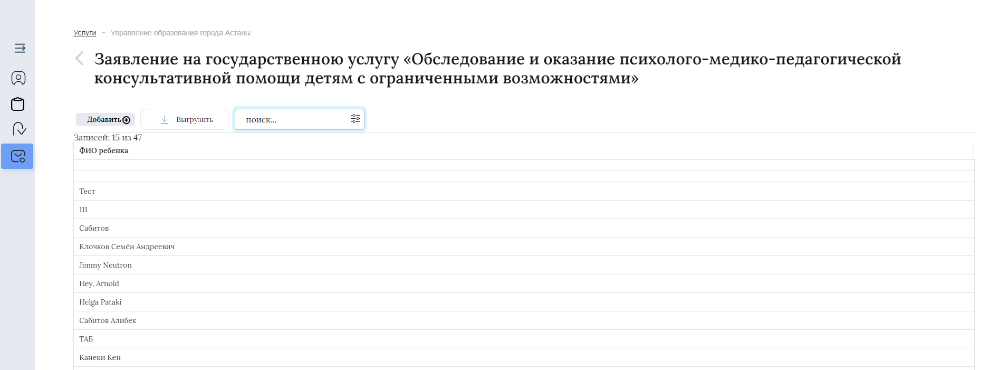 Услуги – Управление образования города Астаны
Заявление на государственною услугу «Обследование и оказание психолого-медико-педагогической
консультативной помощи детям с ограниченными возможностями»
Добавить Выгрузить поиск...
Записей: 15 из 47
ФИО ребенка
Тест
111
Сабитов
Клочков Семён Андреевич
Jimmy Neutron
Hey, Arnold
Helga Pataki
Сабитов Алибек
ТАБ
Канеки Кен